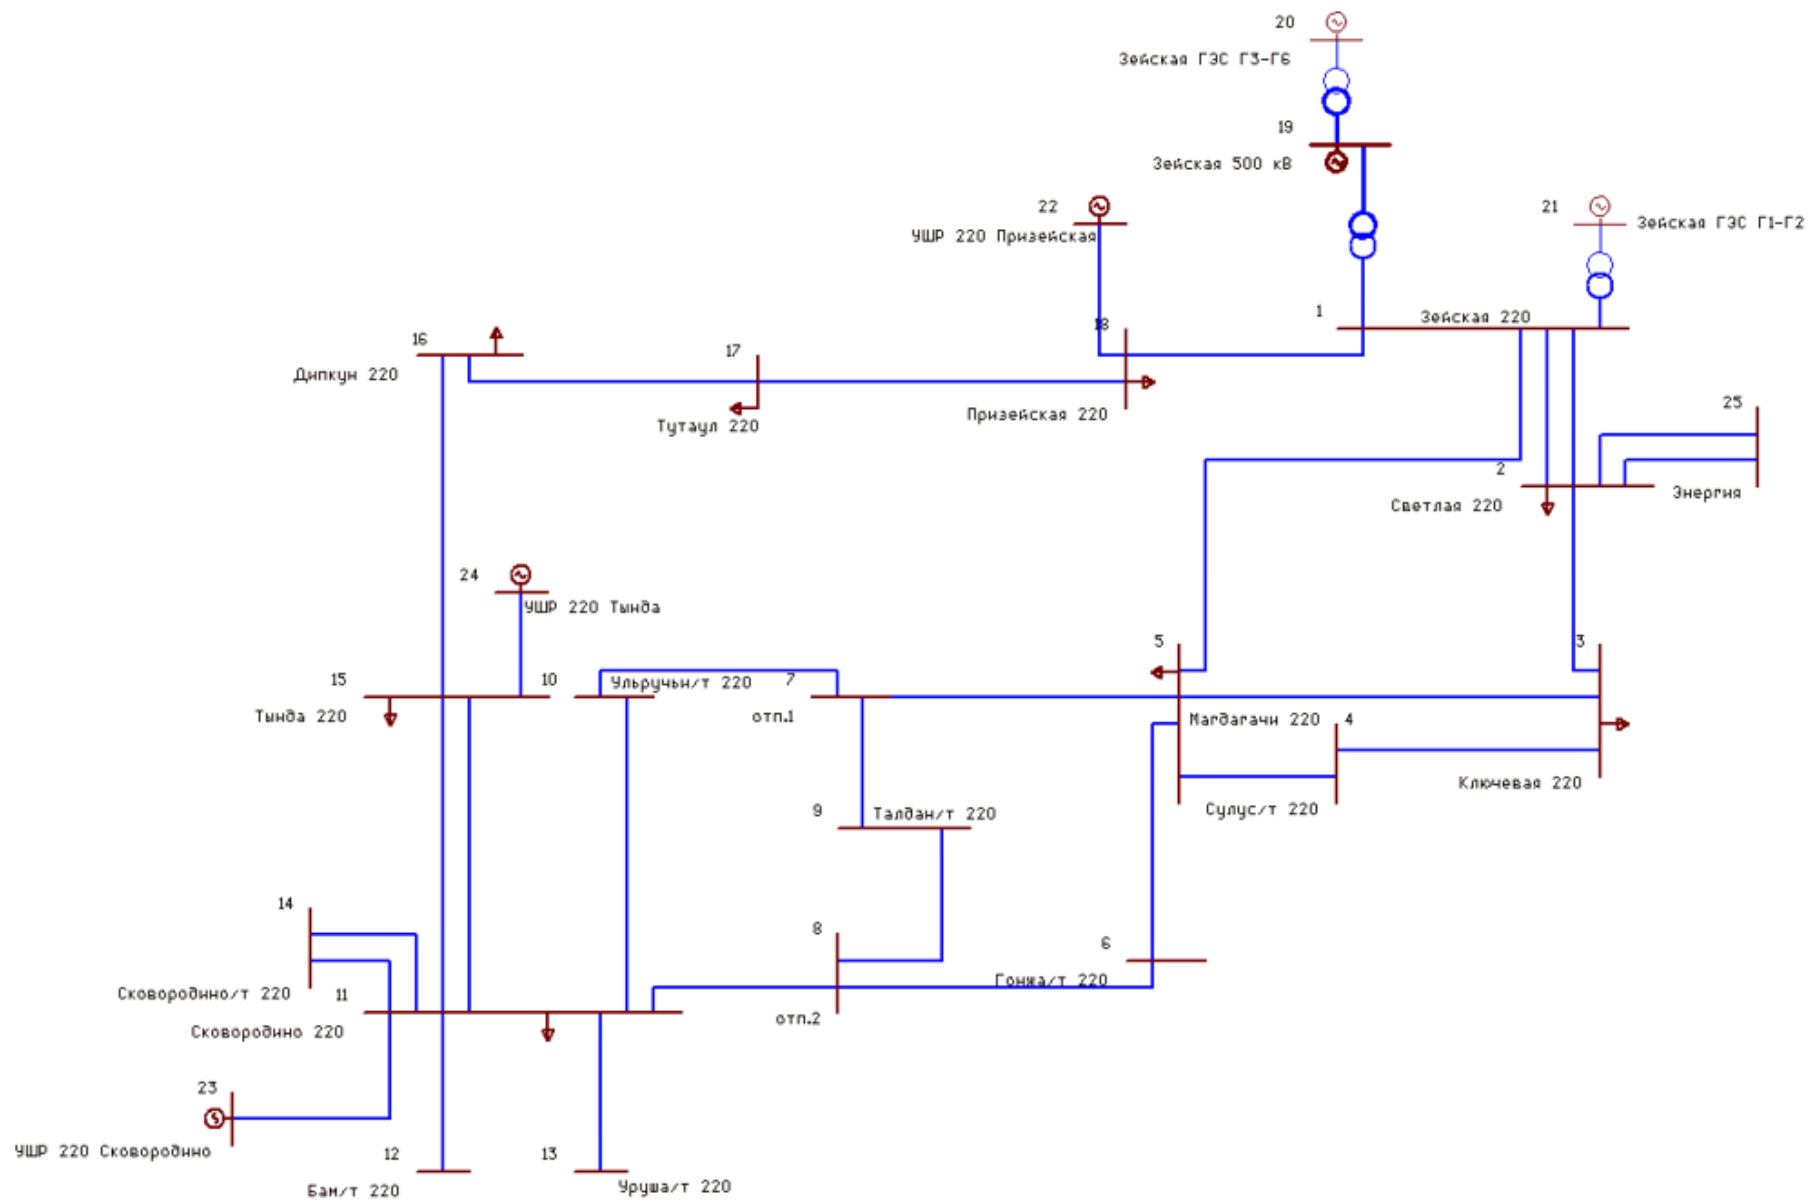 20
Зейская ГЭС Г3-Г6
19
Зейская 500 кВ
22
УШР 220 Призейская
21
Зейская ГЭС Г1-Г2
1
Зейская 220
18
Призейская 220
16
Дипкун 220
17
Тутаул 220
25
Энергия
2
Светлая 220
24
УШР 220 Тында
15
Тында 220
10
Ульручьи/т 220
7
отп.1
5
Магдагачи 220
3
4
Ключевая 220
Сулус/т 220
9
Талдан/т 220
14
Сковородино/т 220
8
отп.2
6
Гонжа/т 220
11
Сковородино 220
23
УШР 220 Сковородино
12
Бам/т 220
13
Уруша/т 220